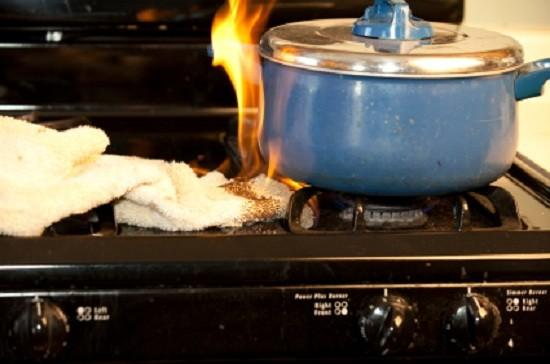 Left
Rear
Power Plus Burner
Right
Front
Simmer Burner
Right
Rear